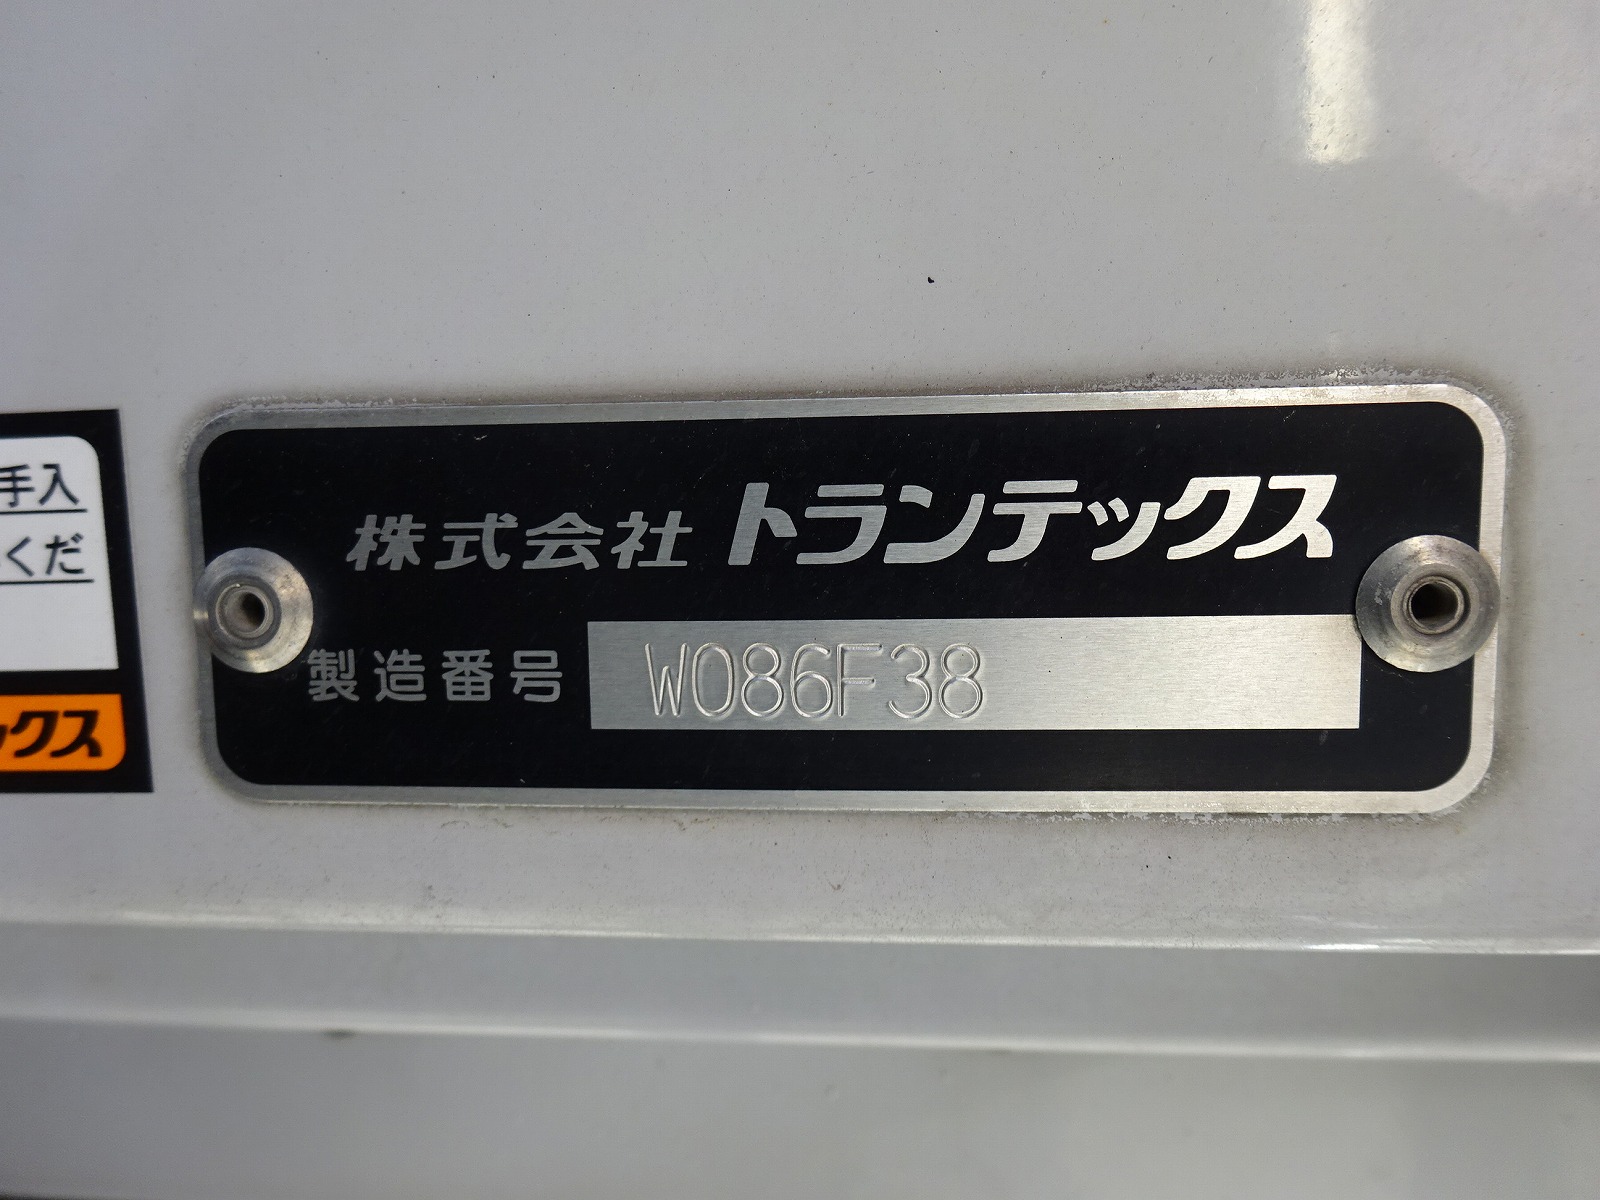 手入
くだ
ックス
株式会社 トランテックス
製造番号 W086F38